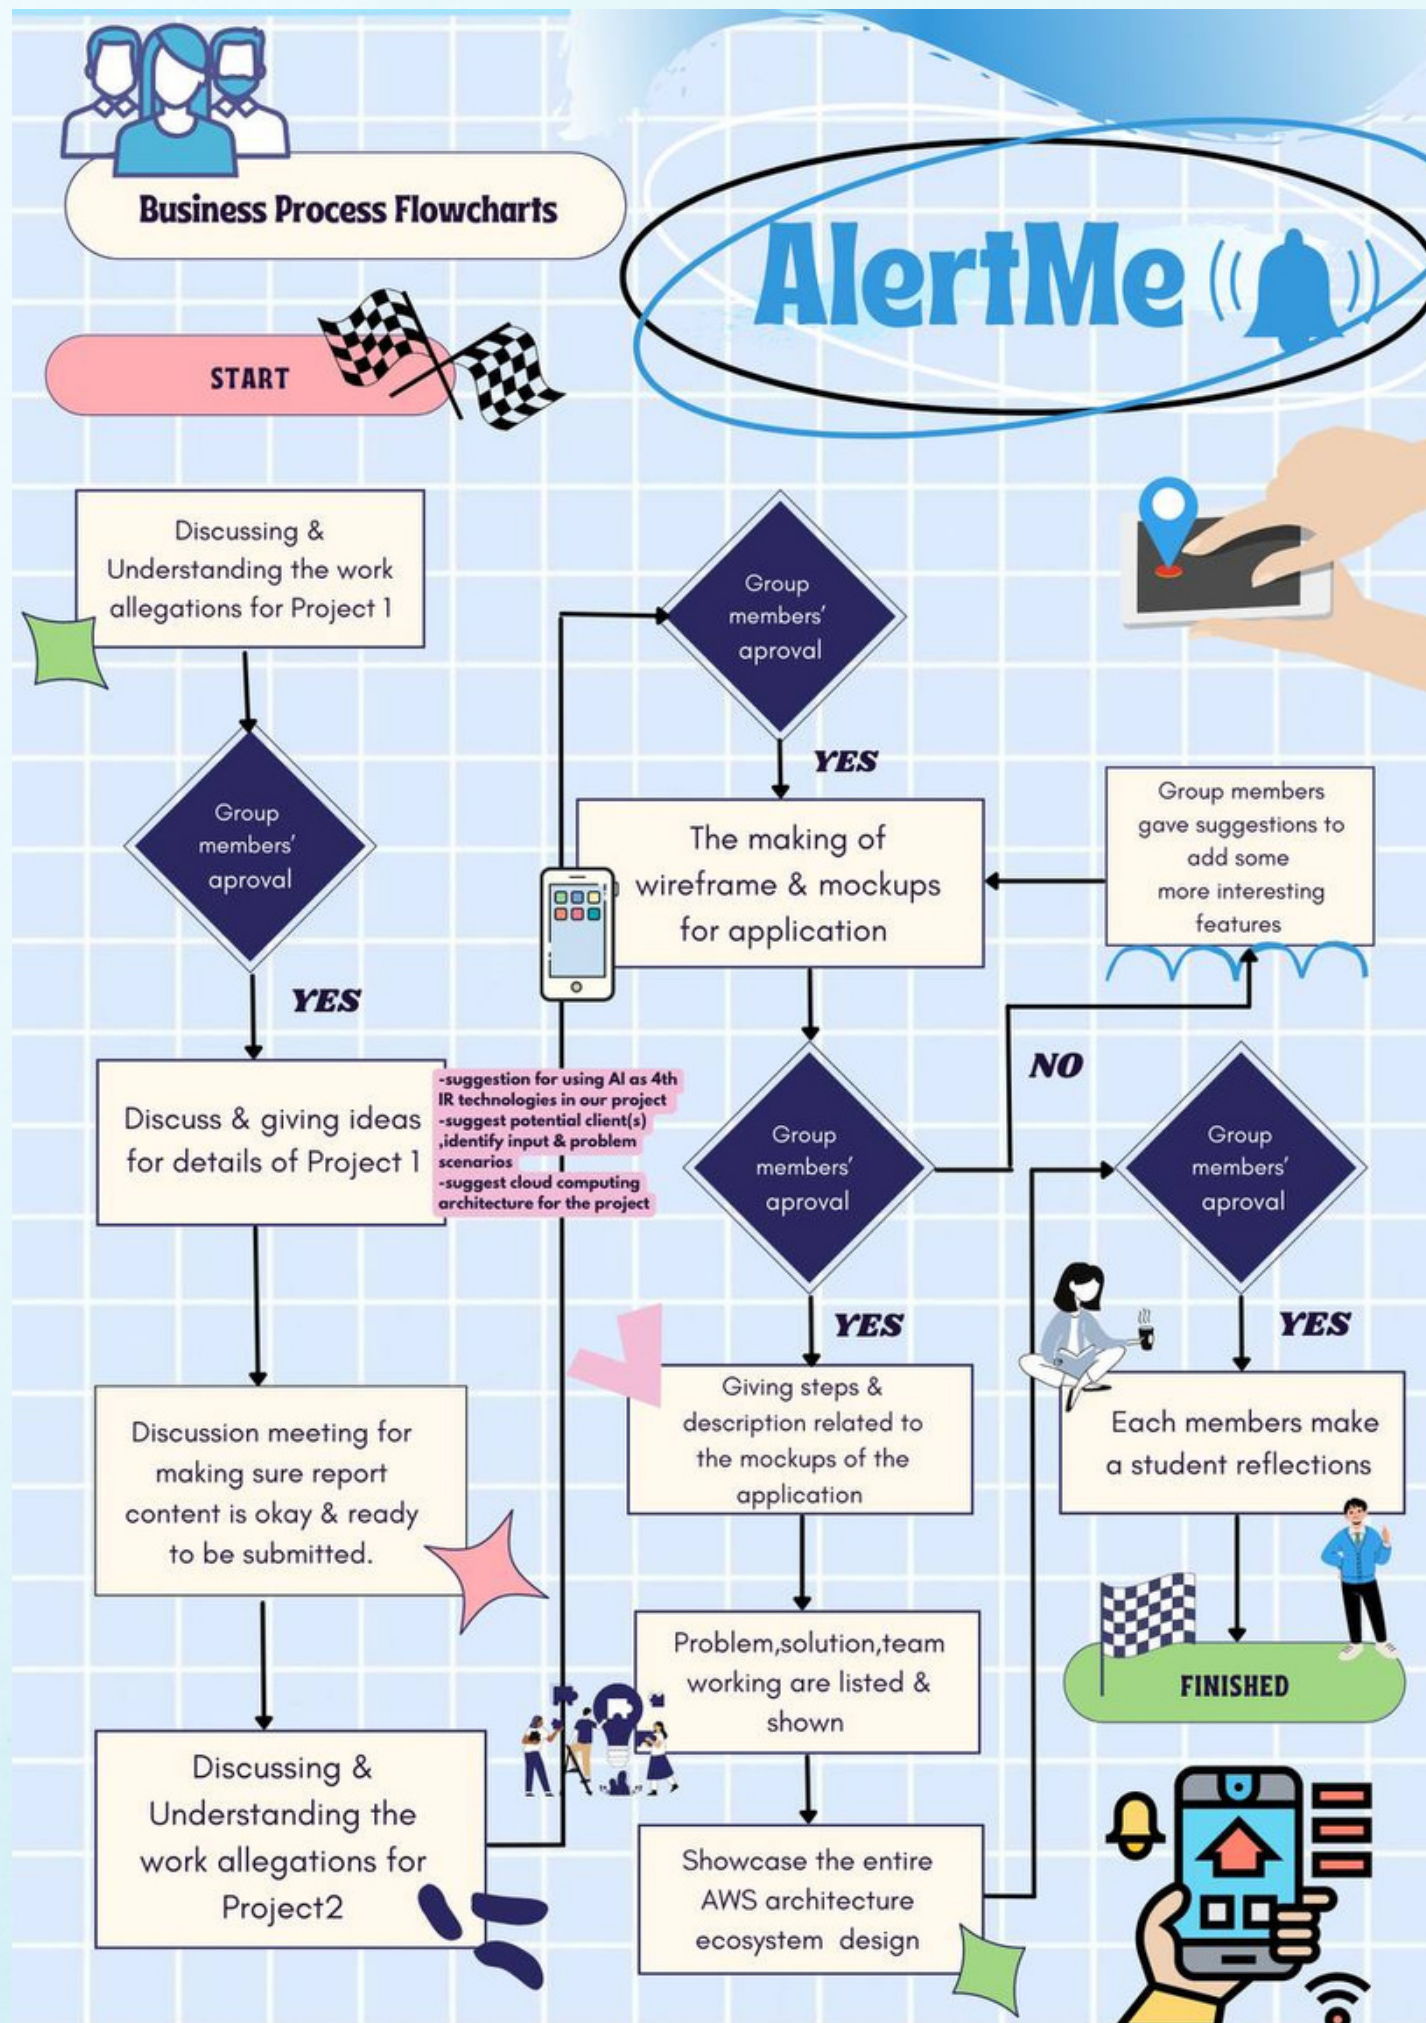 Business Process Flowcharts
AlertMe
START
Discussing &
Understanding the work
allegations for Project 1
Group
members'
aproval
YES
Discuss & giving ideas
for details of Project 1
-suggestion for using AI as 4th
IR technologies in our project
-suggest potential client(s)
,identify input & problem
scenarios
-suggest cloud computing
architecture for the project
Discussion meeting for
making sure report
content is okay & ready
to be submitted.
Discussing &
Understanding the
work allegations for
Project2
Group
members'
aproval
YES
The making of
wireframe & mockups
for application
Group members
gave suggestions to
add some
more interesting
features
Group
members'
aproval
NO
YES
Giving steps &
description related to
the mockups of the
application
Problem,solution,team
working are listed &
shown
Showcase the entire
AWS architecture
ecosystem design
Group
members'
aproval
YES
Each members make
a student reflections
FINISHED